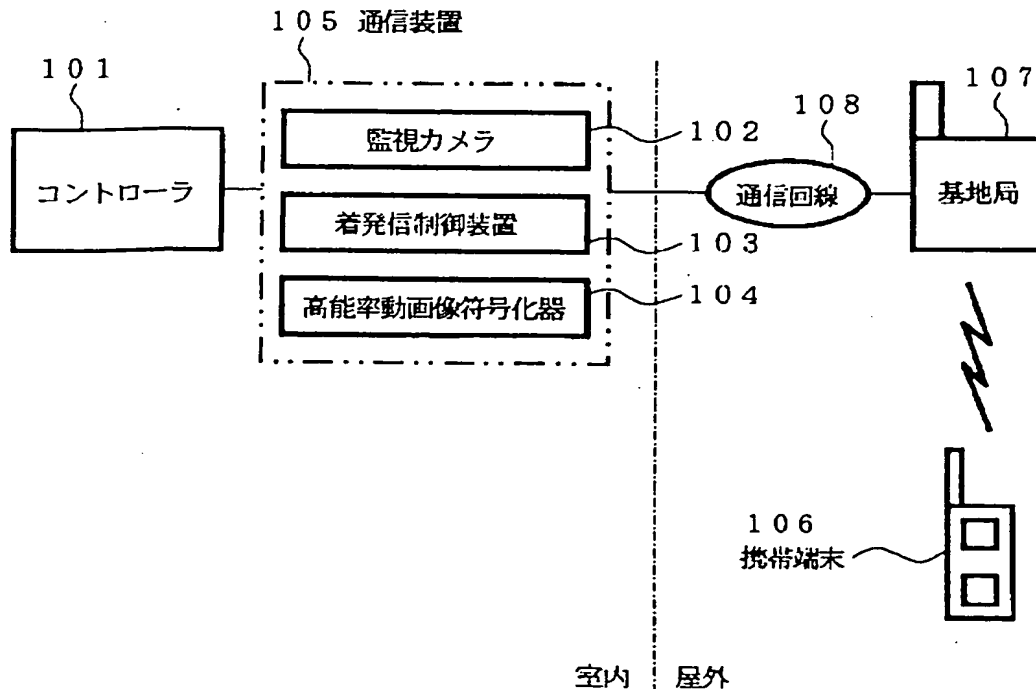 １０５ 通信装置
１０１
１０７
１０８
監視カメラ
１０２
コントローラ
通信回線
基地局
着発信制御装置
１０３
高能率動画像符号化器
１０４
１０６
携帯端末
室内
屋外